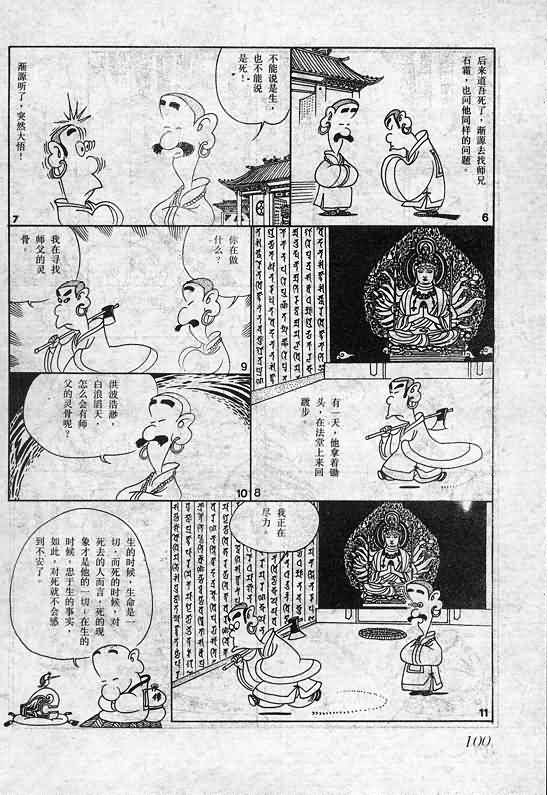 后来道吾死了，渐源去找师兄
石霜，也问他同样的问题。
6
不能说是生，
也不能说
是死！
渐源听了，突然大悟！
7
有一天，他拿着锄
头，在法堂上来回
踱步。
8
你在做
什么？
我在寻找
师父的灵
骨。
9
洪波浩渺，
白浪滔天，
怎么会有师
父的灵骨呢？
10
我正在
尽力。
11
生的时候，生命是一
切，而死的时候，对
死去的人而言，死的现
象才是他的一切，在生的
时候，忠于生的事实，
如此，对死就不会感
到不安了。
100